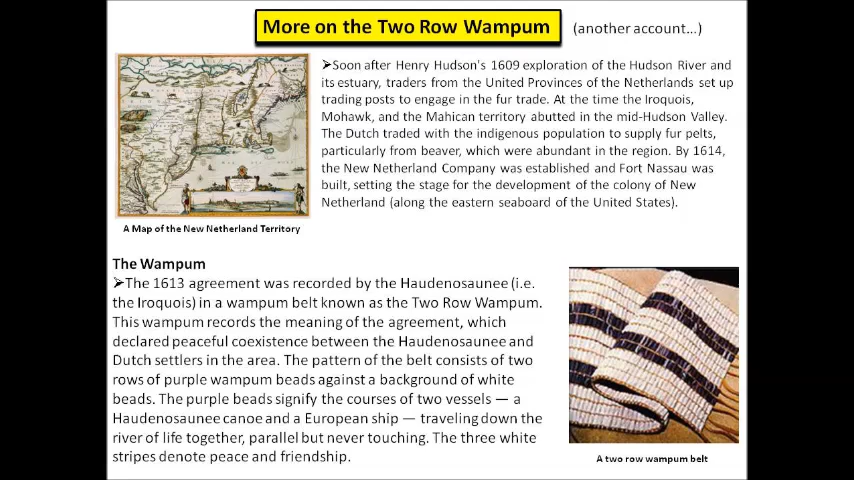 More on the Two Row Wampum (another account...)
➢Soon after Henry Hudson's 1609 exploration of the Hudson River and
its estuary, traders from the United Provinces of the Netherlands set up
trading posts to engage in the fur trade. At the time the Iroquois,
Mohawk, and the Mahican territory abutted in the mid-Hudson Valley.
The Dutch traded with the indigenous population to supply fur pelts,
particularly from beaver, which were abundant in the region. By 1614,
the New Netherland Company was established and Fort Nassau was
built, setting the stage for the development of the colony of New
Netherland (along the eastern seaboard of the United States).
A Map of the New Netherland Territory
The Wampum
➢The 1613 agreement was recorded by the Haudenosaunee (i.e.
the Iroquois) in a wampum belt known as the Two Row Wampum.
This wampum records the meaning of the agreement, which
declared peaceful coexistence between the Haudenosaunee and
Dutch settlers in the area. The pattern of the belt consists of two
rows of purple wampum beads against a background of white
beads. The purple beads signify the courses of two vessels — a
Haudenosaunee canoe and a European ship — traveling down the
river of life together, parallel but never touching. The three white
stripes denote peace and friendship.
A two row wampum belt